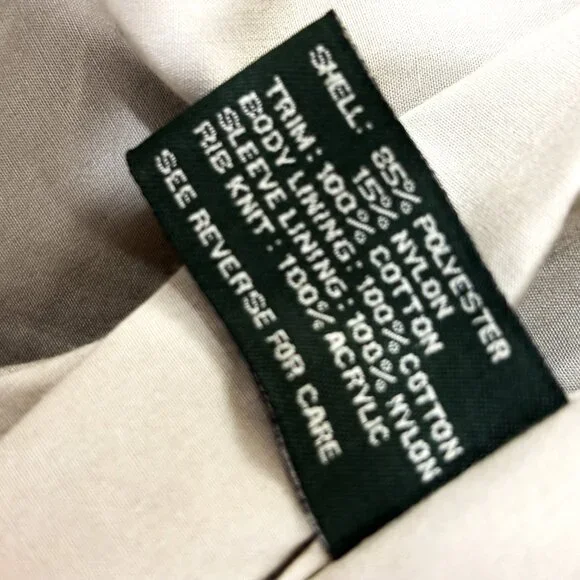 SHELL: 85% POLYESTER
15% NYLON
TRIM: 100% COTTON
BODY LINING: 100% COTTON
SLEEVE LINING: 100% NYLON
RIB KNIT: 100% ACRYLIC
SEE REVERSE FOR CARE